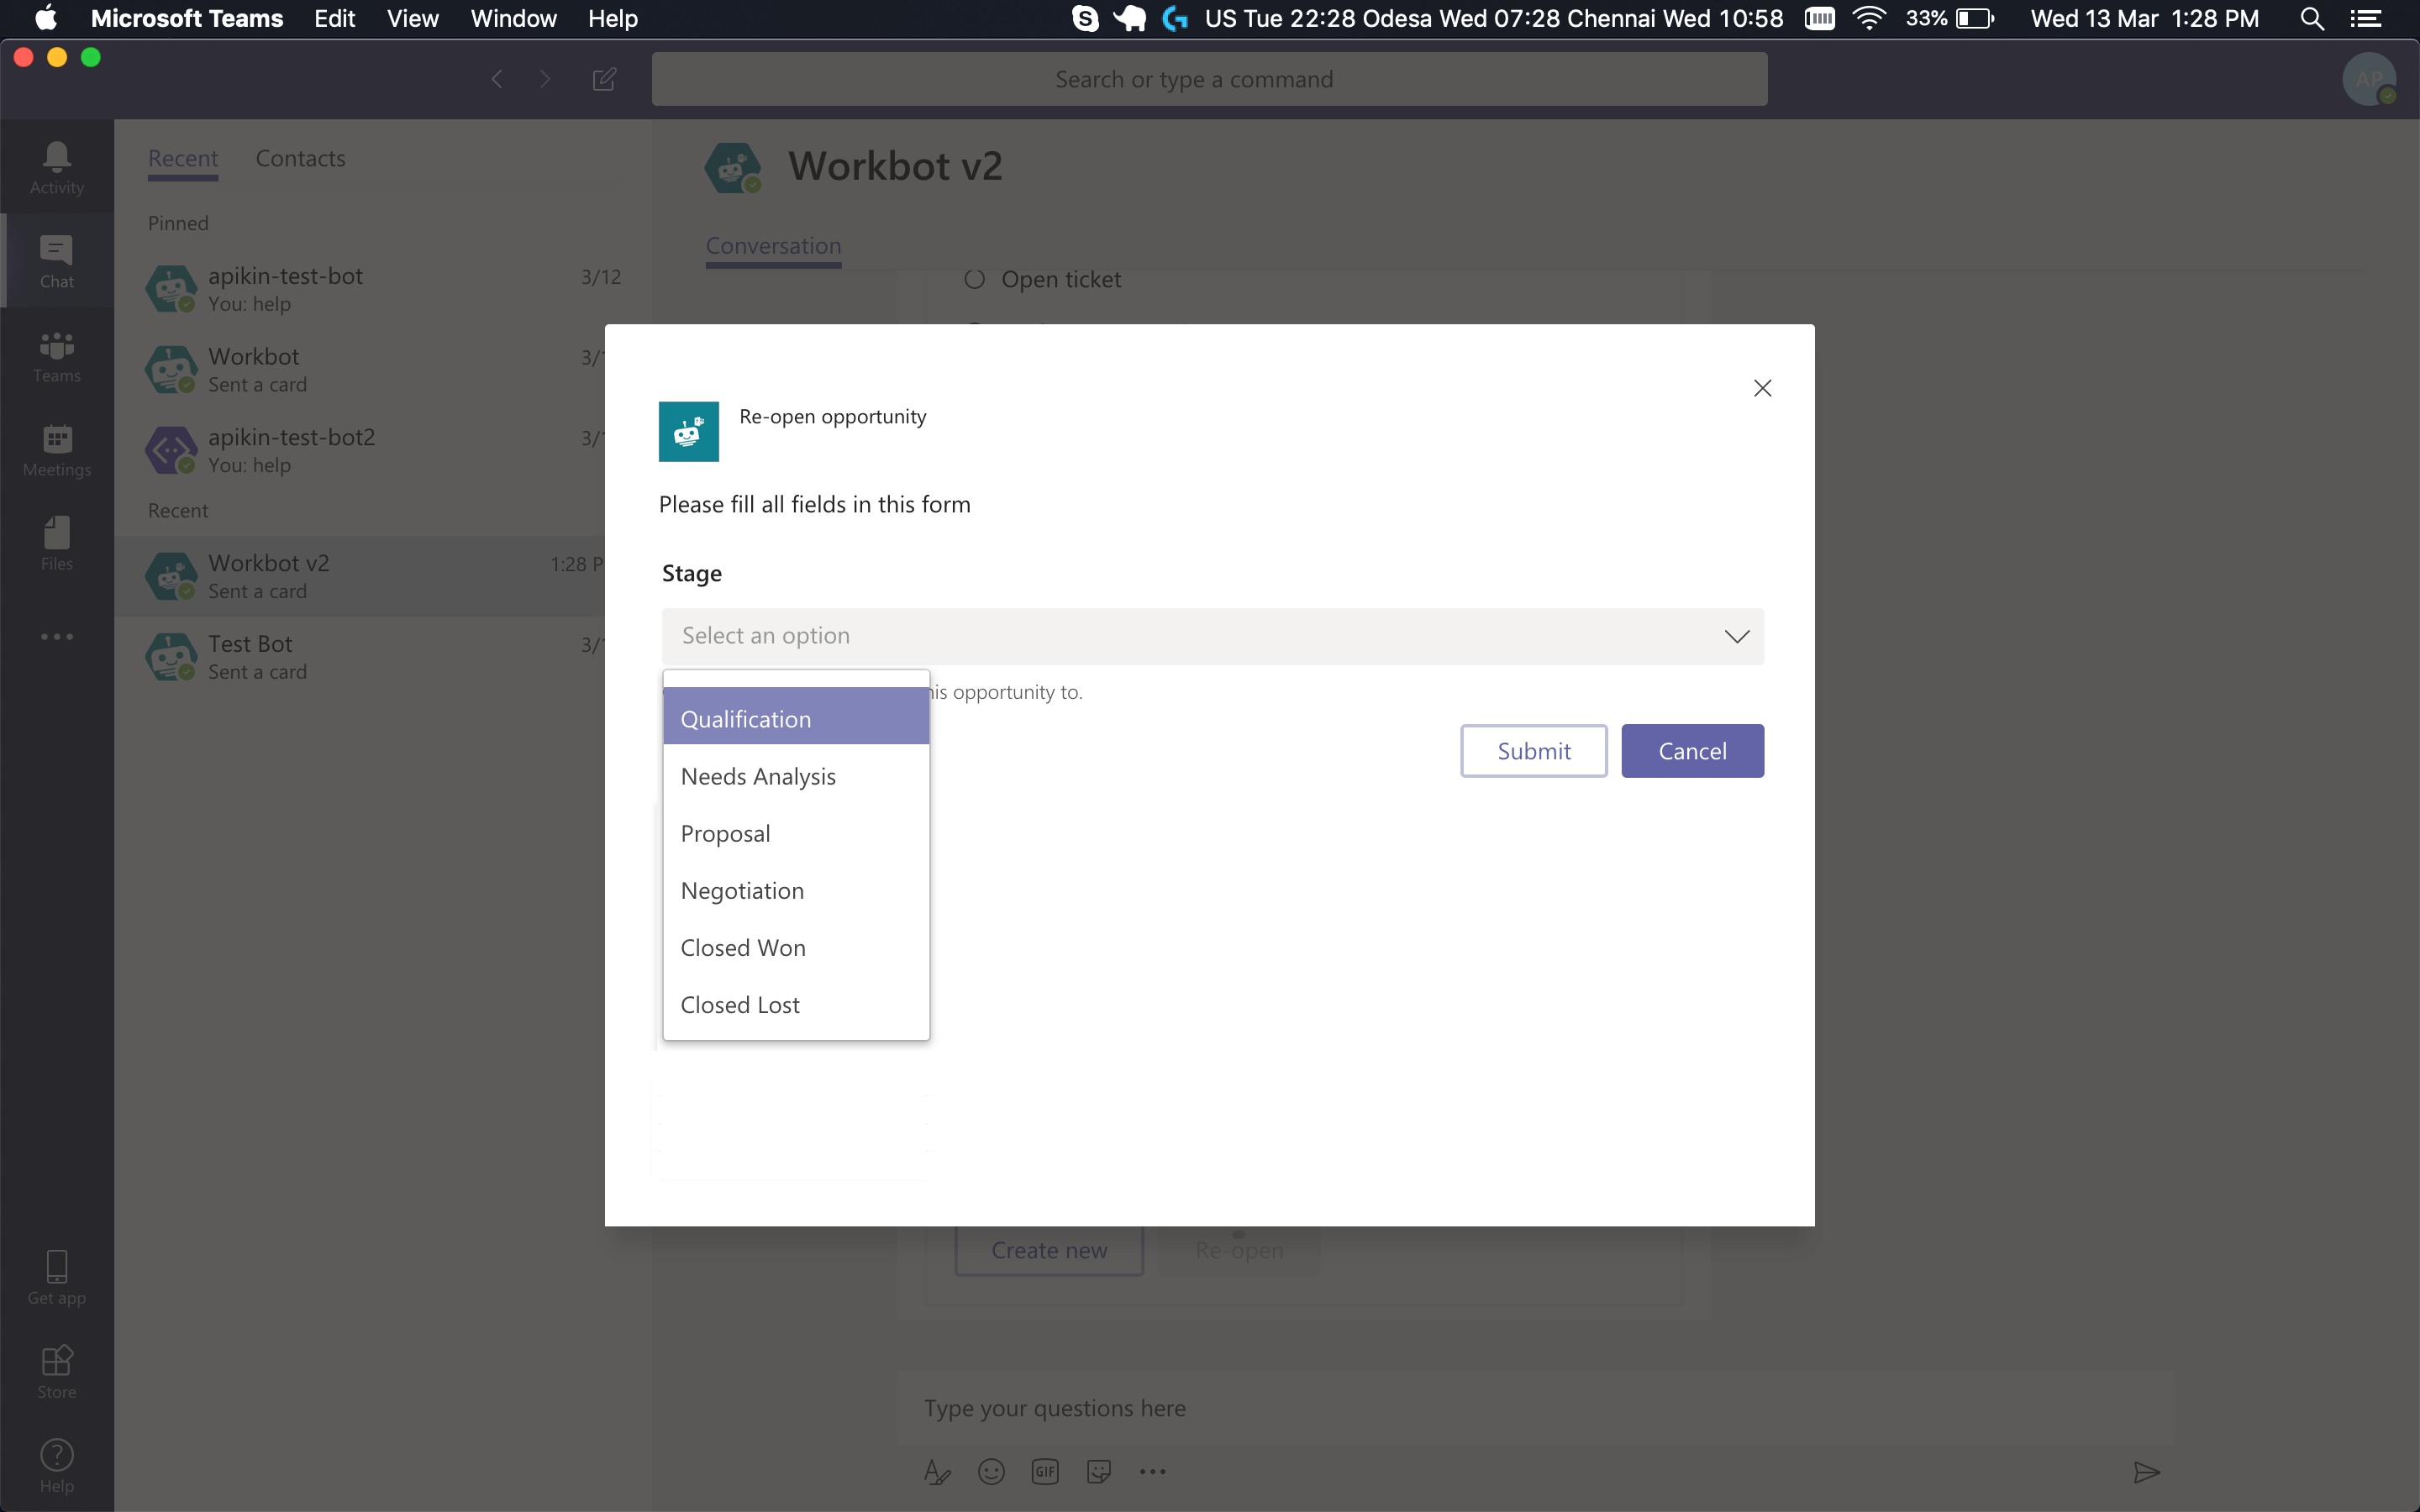 Microsoft Teams Edit View Window Help
US Tue 22:28 Odesa Wed 07:28 Chennai Wed 10:58 33% Wed 13 Mar 1:28 PM
Search or type a command
AP
Activity
Chat
Teams
Meetings
Files
Get app
Store
Help
Recent Contacts
Pinned
apikin-test-bot 3/12
You: help
Workbot 3/
Sent a card
apikin-test-bot2 3/
You: help
Recent
Workbot v2 1:28 P
Sent a card
Test Bot 3/
Sent a card
Workbot v2
Conversation
Open ticket
Re-open opportunity
Please fill all fields in this form
Stage
Select an option
his opportunity to.
Qualification
Needs Analysis
Proposal
Negotiation
Closed Won
Closed Lost
Submit Cancel
Create new Re-open
Type your questions here
GIF